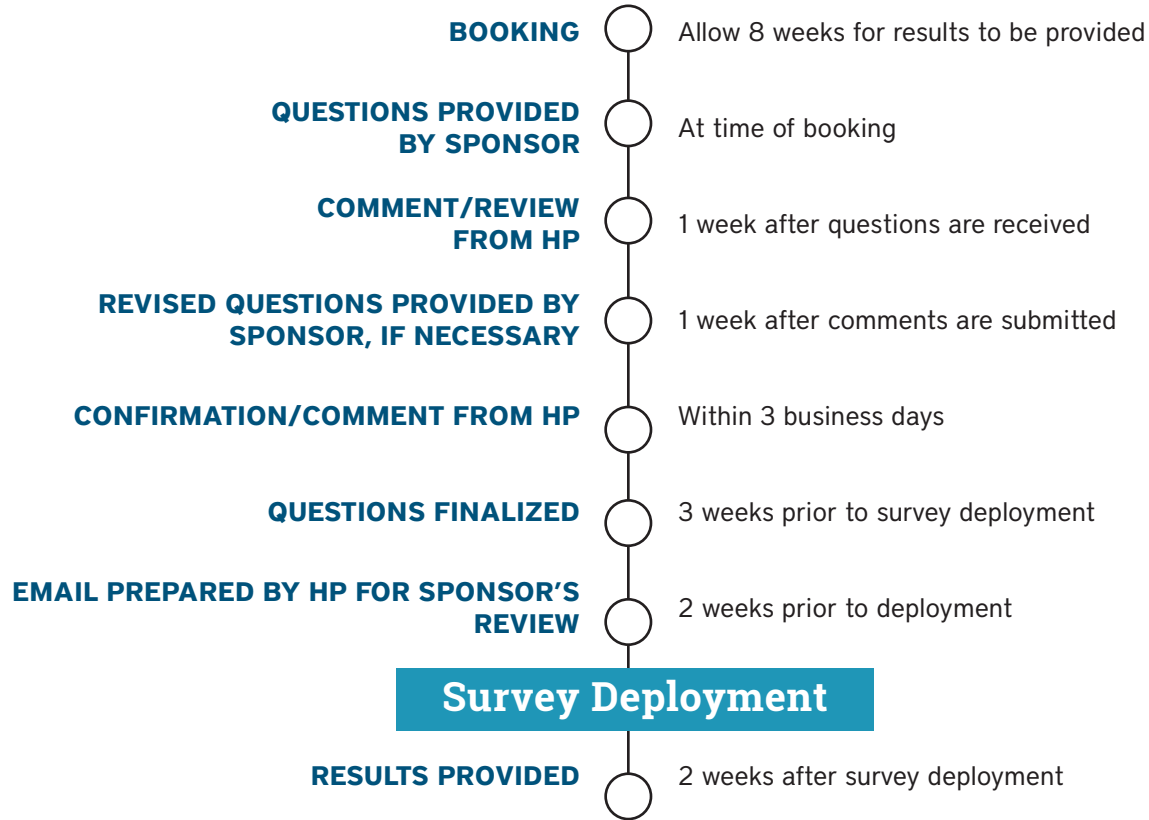 BOOKING
Allow 8 weeks for results to be provided
QUESTIONS PROVIDED
BY SPONSOR
At time of booking
COMMENT/REVIEW
FROM HP
1 week after questions are received
REVISED QUESTIONS PROVIDED BY
SPONSOR, IF NECESSARY
1 week after comments are submitted
CONFIRMATION/COMMENT FROM HP
Within 3 business days
QUESTIONS FINALIZED
3 weeks prior to survey deployment
EMAIL PREPARED BY HP FOR SPONSOR’S
REVIEW
2 weeks prior to deployment
Survey Deployment
RESULTS PROVIDED
2 weeks after survey deployment